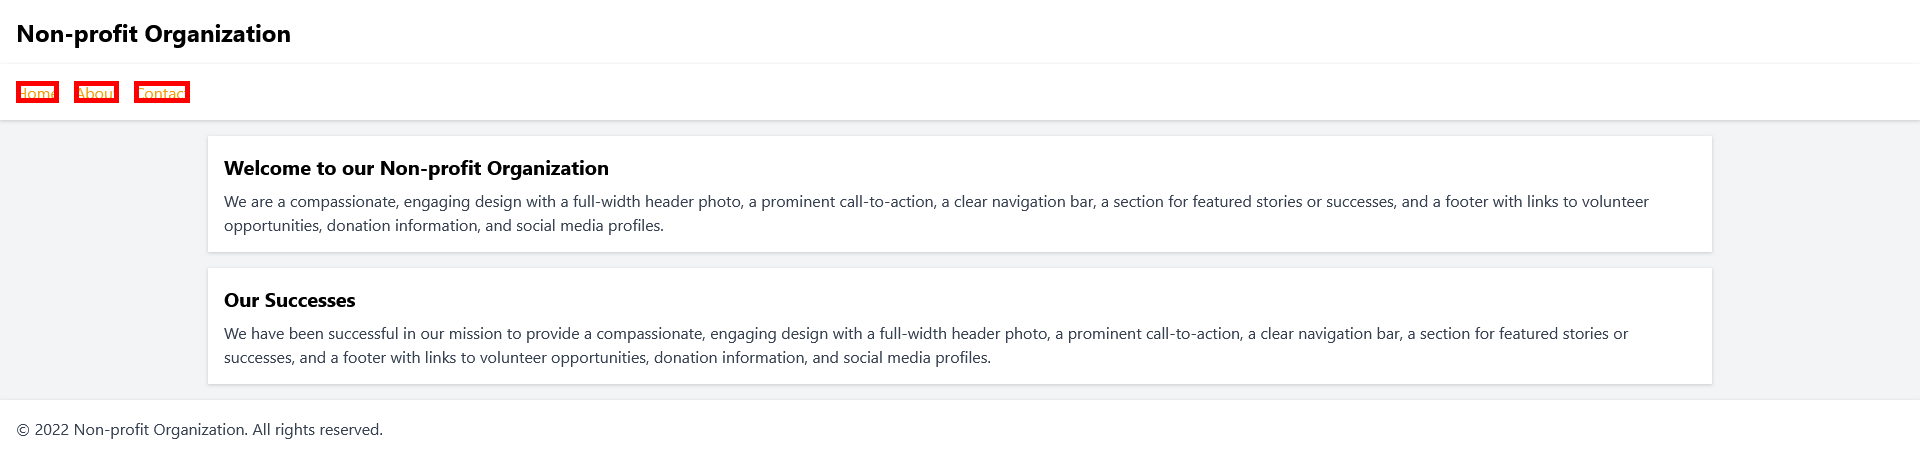 Non-profit Organization
Home About Contact
Welcome to our Non-profit Organization
We are a compassionate, engaging design with a full-width header photo, a prominent call-to-action, a clear navigation bar, a section for featured stories or successes, and a footer with links to volunteer
opportunities, donation information, and social media profiles.
Our Successes
We have been successful in our mission to provide a compassionate, engaging design with a full-width header photo, a prominent call-to-action, a clear navigation bar, a section for featured stories or
successes, and a footer with links to volunteer opportunities, donation information, and social media profiles.
© 2022 Non-profit Organization. All rights reserved.